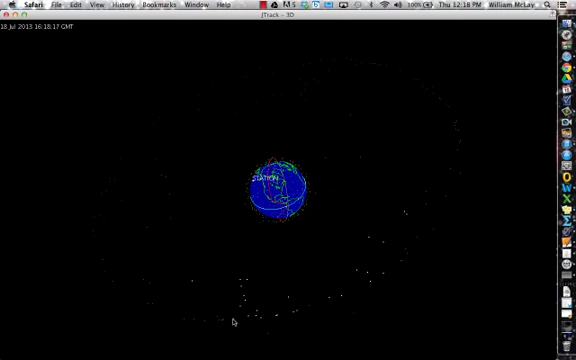 Safari File Edit View History Bookmarks Window Help 5 100% Thu 12:18 PM William McLay
JTrack - 3D
18 Jul 2013 16:18:17 GMT
STATION